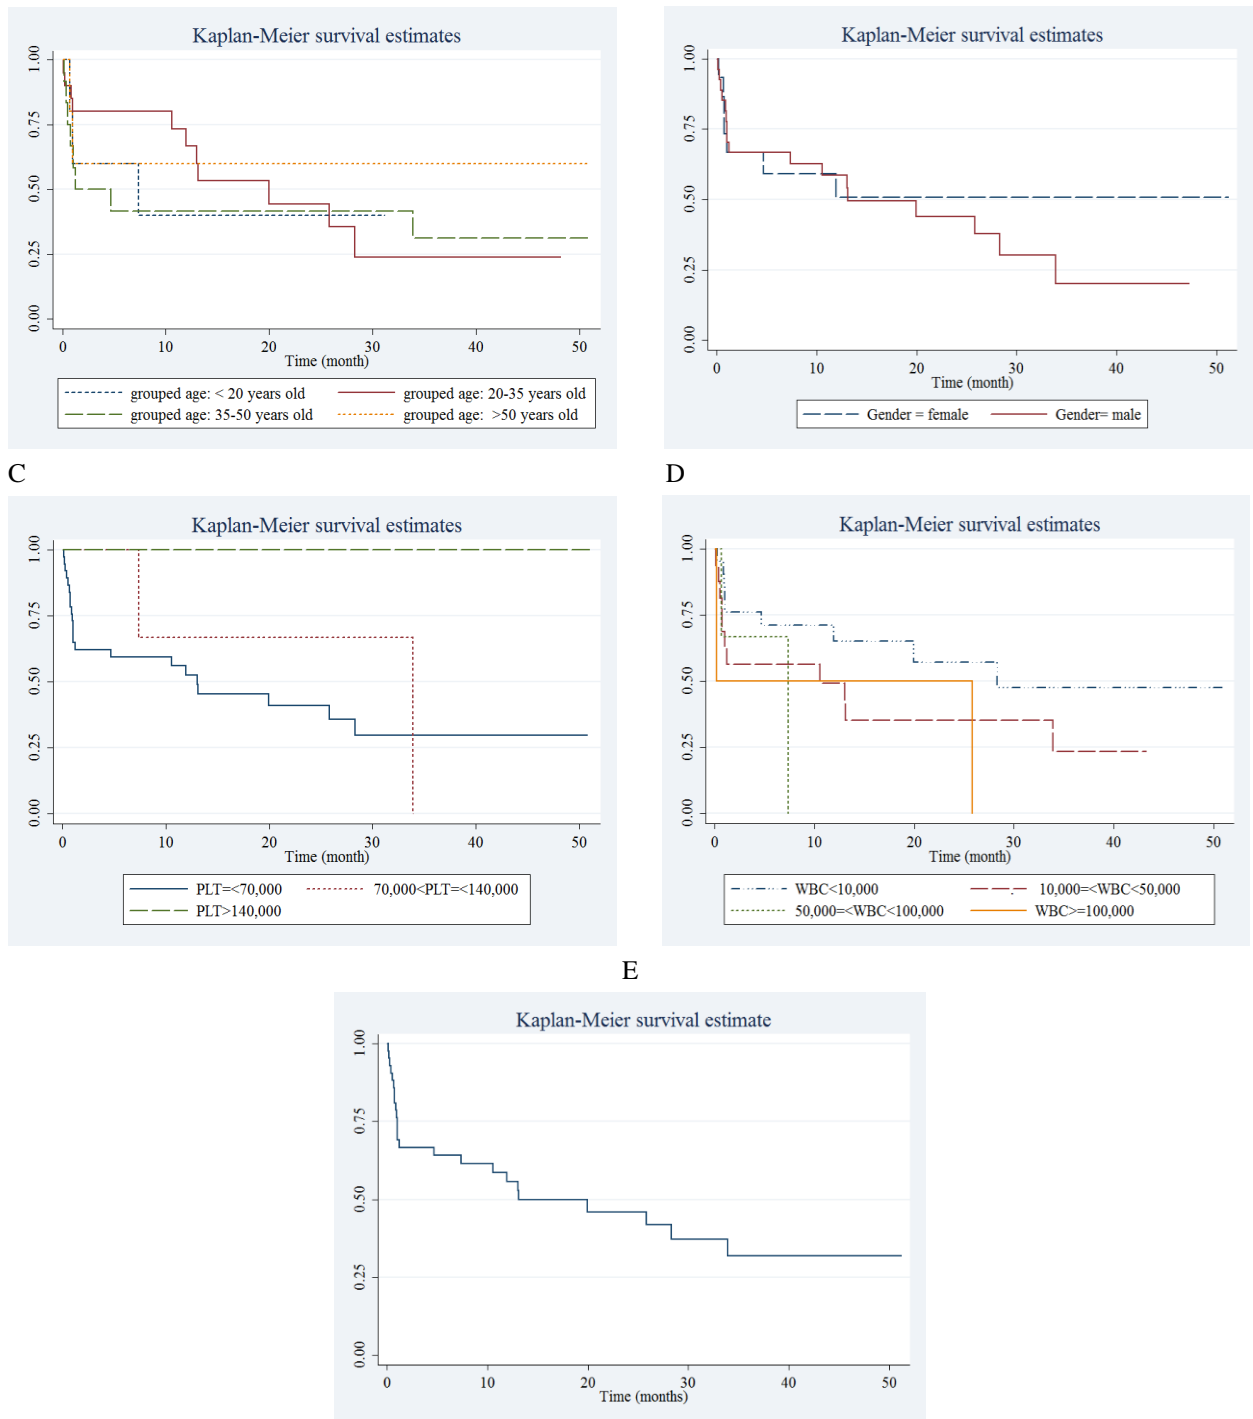 Kaplan-Meier survival estimates
1.00
0.75
0.50
0.25
0.00
0 10 20 30 40 50
Time (month)
grouped age: < 20 years old grouped age: 20-35 years old
grouped age: 35-50 years old grouped age: >50 years old
Kaplan-Meier survival estimates
1.00
0.75
0.50
0.25
0.00
0 10 20 30 40 50
Time (month)
Gender = female Gender= male
C
Kaplan-Meier survival estimates
1.00
0.75
0.50
0.25
0.00
0 10 20 30 40 50
Time (month)
PLT=<70,000 70,000<PLT=<140,000
PLT>140,000
D
Kaplan-Meier survival estimates
1.00
0.75
0.50
0.25
0.00
0 10 20 30 40 50
Time (month)
WBC<10,000 10,000=<WBC<50,000
50,000=<WBC<100,000 WBC>=100,000
E
Kaplan-Meier survival estimate
1.00
0.75
0.50
0.25
0.00
0 10 20 30 40 50
Time (months)